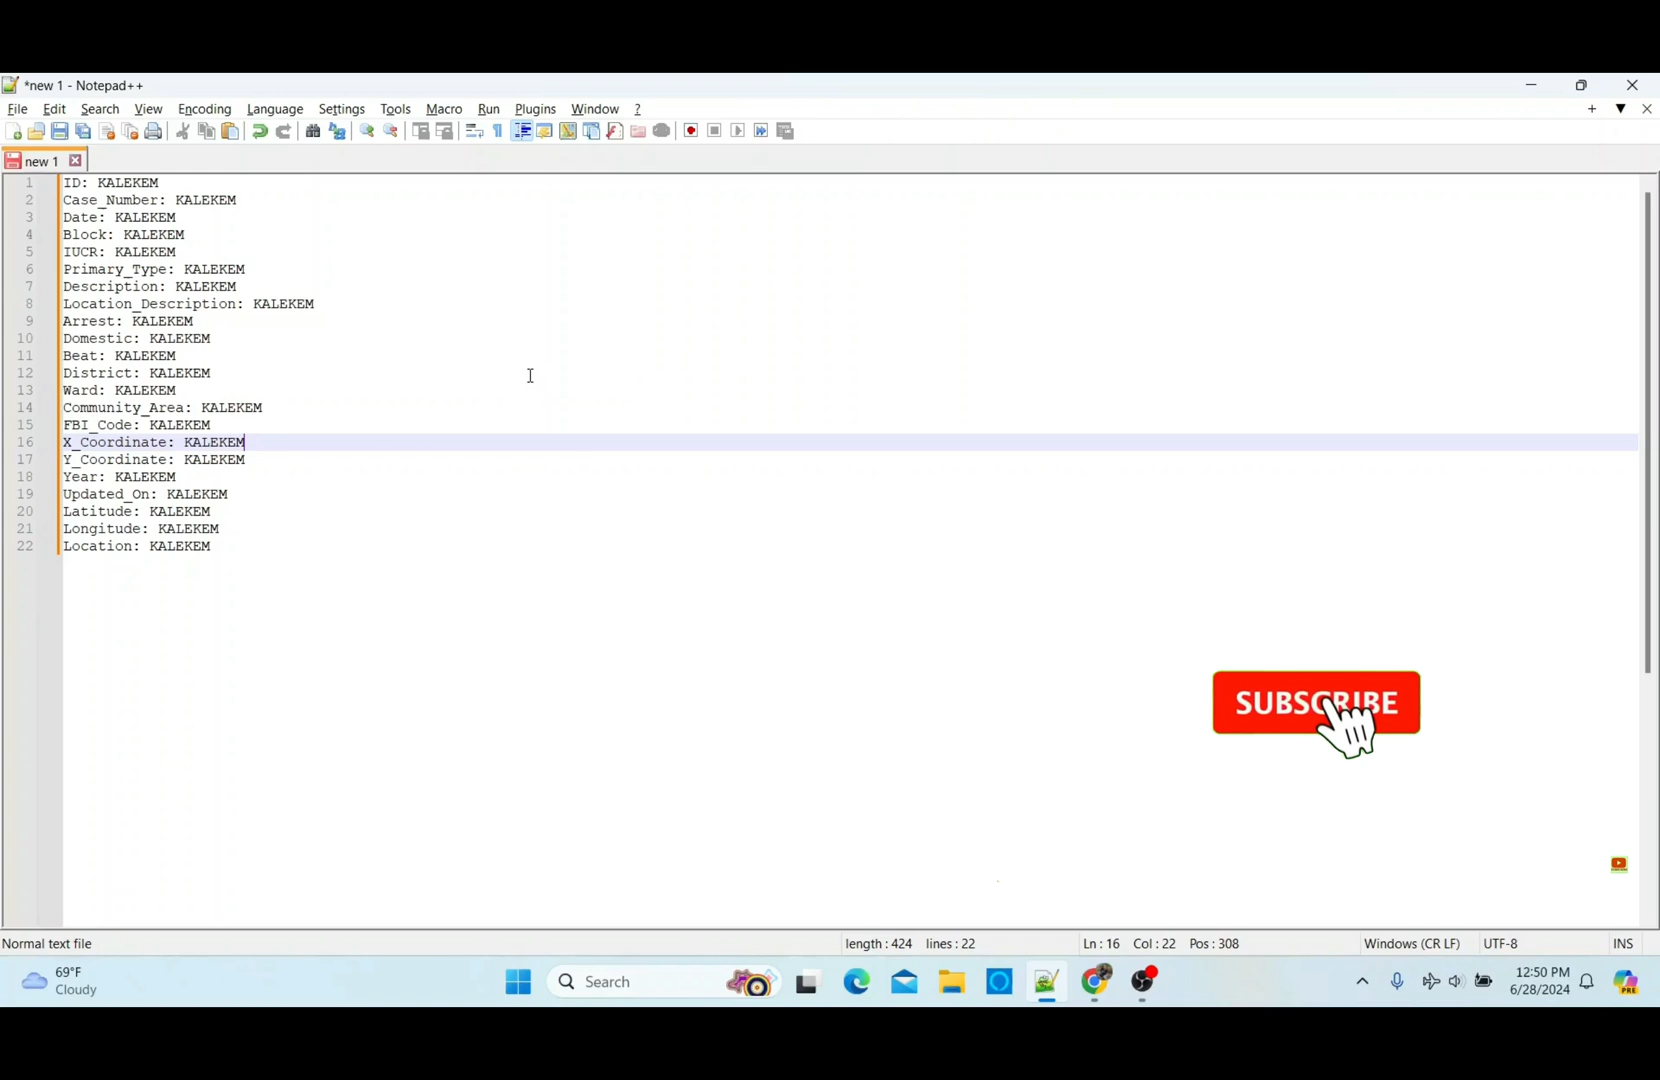 *new 1 - Notepad++
File Edit Search View Encoding Language Settings Tools Macro Run Plugins Window ?
new 1
1 ID: KALEKEM
2 Case_Number: KALEKEM
3 Date: KALEKEM
4 Block: KALEKEM
5 IUCR: KALEKEM
6 Primary_Type: KALEKEM
7 Description: KALEKEM
8 Location_Description: KALEKEM
9 Arrest: KALEKEM
10 Domestic: KALEKEM
11 Beat: KALEKEM
12 District: KALEKEM
13 Ward: KALEKEM
14 Community_Area: KALEKEM
15 FBI_Code: KALEKEM
16 X_Coordinate: KALEKEM
17 Y_Coordinate: KALEKEM
18 Year: KALEKEM
19 Updated_On: KALEKEM
20 Latitude: KALEKEM
21 Longitude: KALEKEM
22 Location: KALEKEM
SUBSCRIBE
Normal text file length : 424 lines : 22 Ln : 16 Col : 22 Pos : 308 Windows (CR LF) UTF-8 INS
69°F
Cloudy
Search
12:50 PM
6/28/2024
PRE